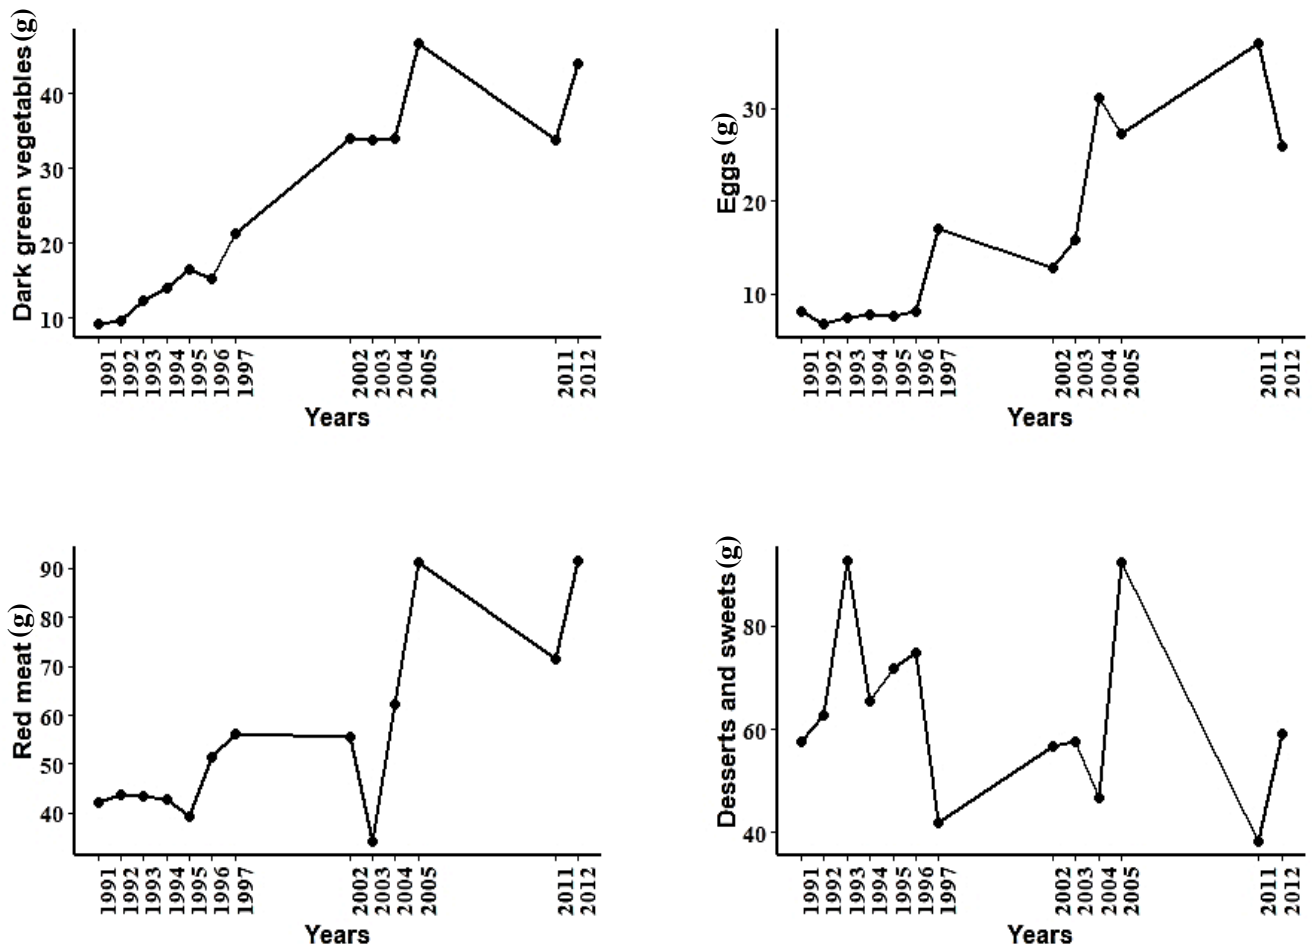 Dark green vegetables (g)
40
30
20
10
1991 1992 1993 1994 1995 1996 1997 2002 2003 2004 2005 2011 2012
Years
Eggs (g)
30
20
10
1991 1992 1993 1994 1995 1996 1997 2002 2003 2004 2005 2011 2012
Years
Red meat (g)
90
80
70
60
50
40
1991 1992 1993 1994 1995 1996 1997 2002 2003 2004 2005 2011 2012
Years
Desserts and sweets (g)
80
60
40
1991 1992 1993 1994 1995 1996 1997 2002 2003 2004 2005 2011 2012
Years